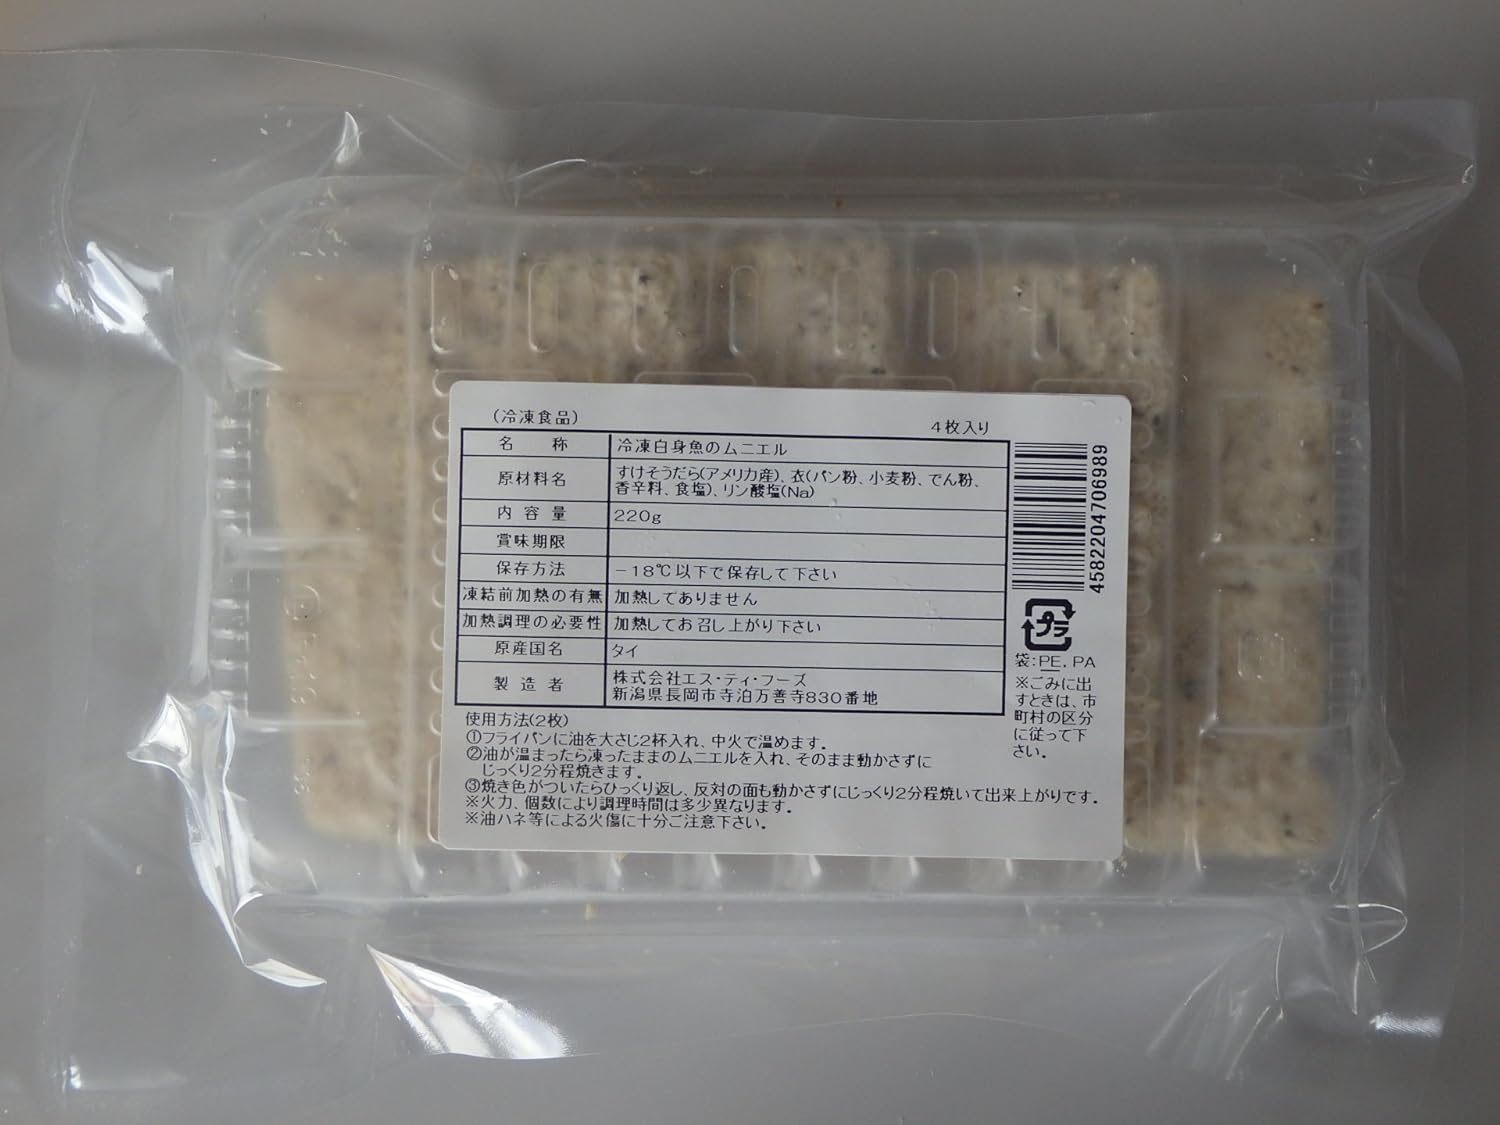 (冷凍食品)
4枚入り
名 称 冷凍白身魚のムニエル
原材料名 すけそうだら(アメリカ産)、衣(パン粉、小麦粉、でん粉、
香辛料、食塩)、リン酸塩(Na)
内 容 量 220g
賞味期限
保存方法 －18℃以下で保存して下さい
凍結前加熱の有無 加熱してありません
加熱調理の必要性 加熱してお召し上がり下さい
原産国名 タイ
製 造 者 株式会社エス・ティ・フーズ
新潟県長岡市寺泊万善寺830番地
4582204706989
プラ
袋:PE,PA
※ごみに出
すときは、市
町村の区分
に従って下
さい。
使用方法(2枚)
①フライパンに油を大さじ2杯入れ、中火で温めます。
②油が温まったら凍ったままのムニエルを入れ、そのまま動かさずに
じっくり2分程焼きます。
③焼き色がついたらひっくり返し、反対の面も動かさずにじっくり2分程焼いて出来上がりです。
※火力、個数により調理時間は多少異なります。
※油ハネ等による火傷に十分ご注意下さい。